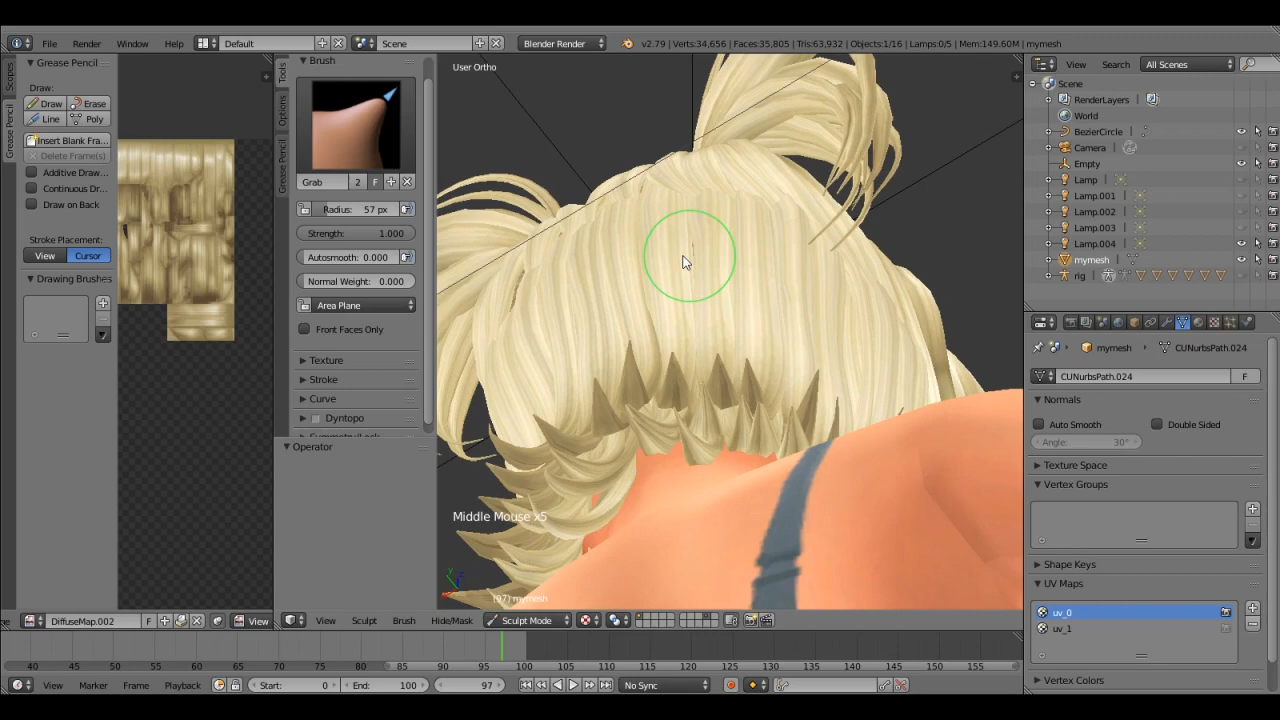 File Render Window Help Default Scene Blender Render v2.79 | Verts:34,656 | Faces:35,805 | Tris:63,932 | Objects:1/16 | Lamps:0/5 | Mem:149.60M | mymesh
Scopes
Grease Pencil
Grease Pencil
Draw:
Draw Erase
Line Poly
Insert Blank Fra...
Delete Frame(s)
Additive Draw...
Continuous Dr...
Draw on Back
Stroke Placement:
View Cursor
Drawing Brushes
DiffuseMap.002 F View
Tools
Options
Grease Pencil
Brush
Grab 2 F
Radius: 57 px
Strength: 1.000
Autosmooth: 0.000
Normal Weight: 0.000
Area Plane
Front Faces Only
Texture
Stroke
Curve
Dyntopo
Operator
User Ortho
Middle Mouse x5
(97) mymesh
View Sculpt Brush Hide/Mask Sculpt Mode
View Search All Scenes
Scene
RenderLayers
World
BezierCircle
Camera
Empty
Lamp
Lamp.001
Lamp.002
Lamp.003
Lamp.004
mymesh
rig
mymesh CUNurbsPath.024
CUNurbsPath.024 F
Normals
Auto Smooth Double Sided
Angle: 30°
Texture Space
Vertex Groups
Shape Keys
UV Maps
uv_0
uv_1
Vertex Colors
40 45 50 55 60 65 70 75 80 85 90 95 100 105 110 115 120 125 130 135 140 145 150 155
View Marker Frame Playback Start: 0 End: 100 97 No Sync